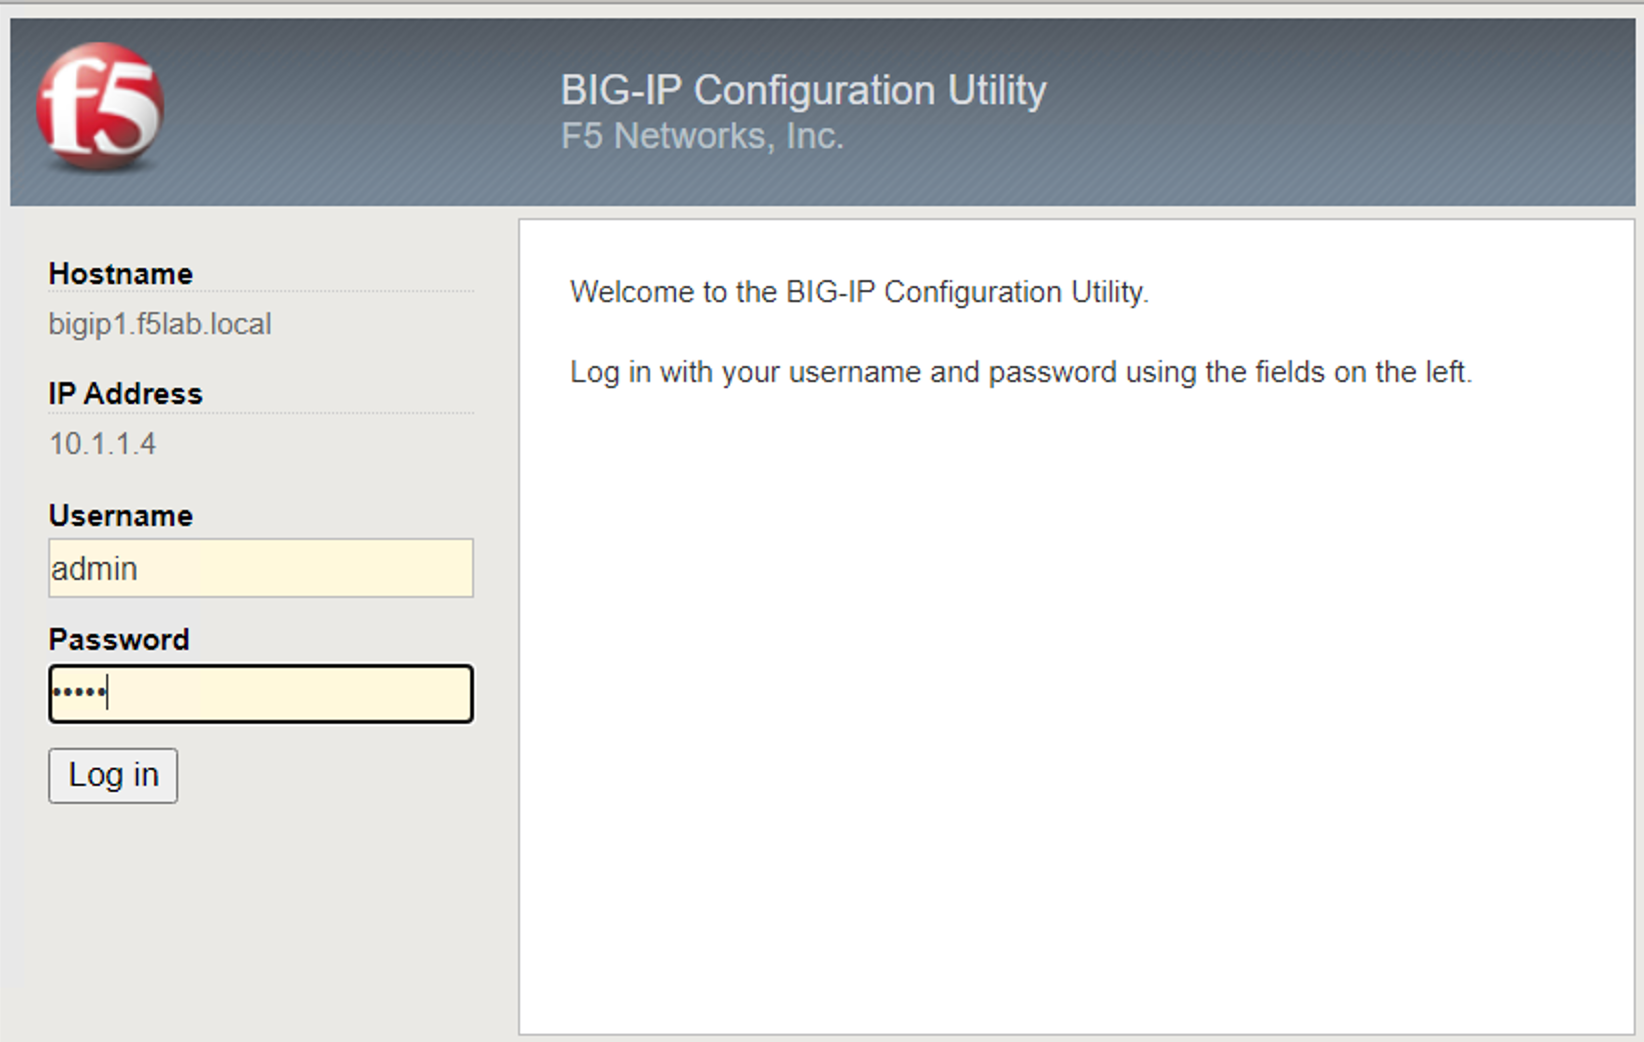 f5
BIG-IP Configuration Utility
F5 Networks, Inc.
Hostname
bigip1.f5lab.local
IP Address
10.1.1.4
Username
admin
Password
•••••
Log in
Welcome to the BIG-IP Configuration Utility.
Log in with your username and password using the fields on the left.